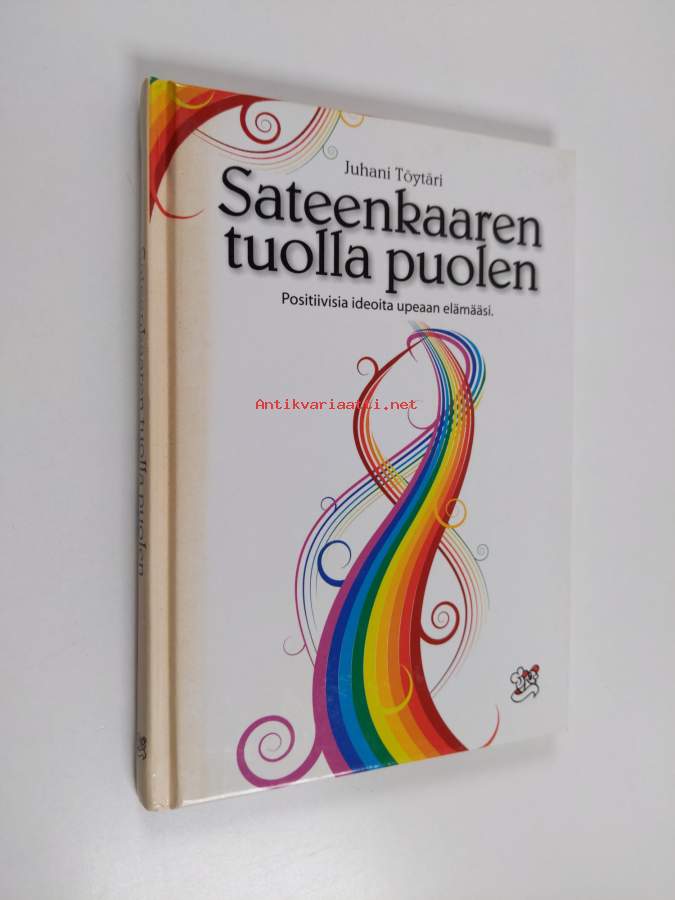 Juhani Töytäri
Sateenkaaren
tuolla puolen
Positiivisia ideoita upeaan elämääsi.
Antikvariaatti.net
Sateenkaaren tuolla puolen